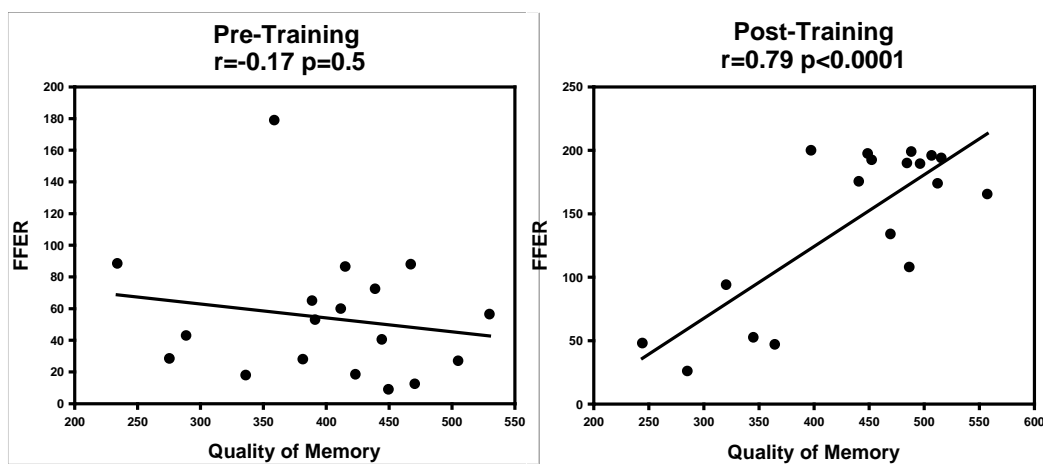 Pre-Training
r=-0.17 p=0.5
200
180
160
140
120
100
80
60
40
20
0
FFER
200 250 300 350 400 450 500 550
Quality of Memory
Post-Training
r=0.79 p<0.0001
250
200
150
100
50
0
FFER
200 250 300 350 400 450 500 550 600
Quality of Memory